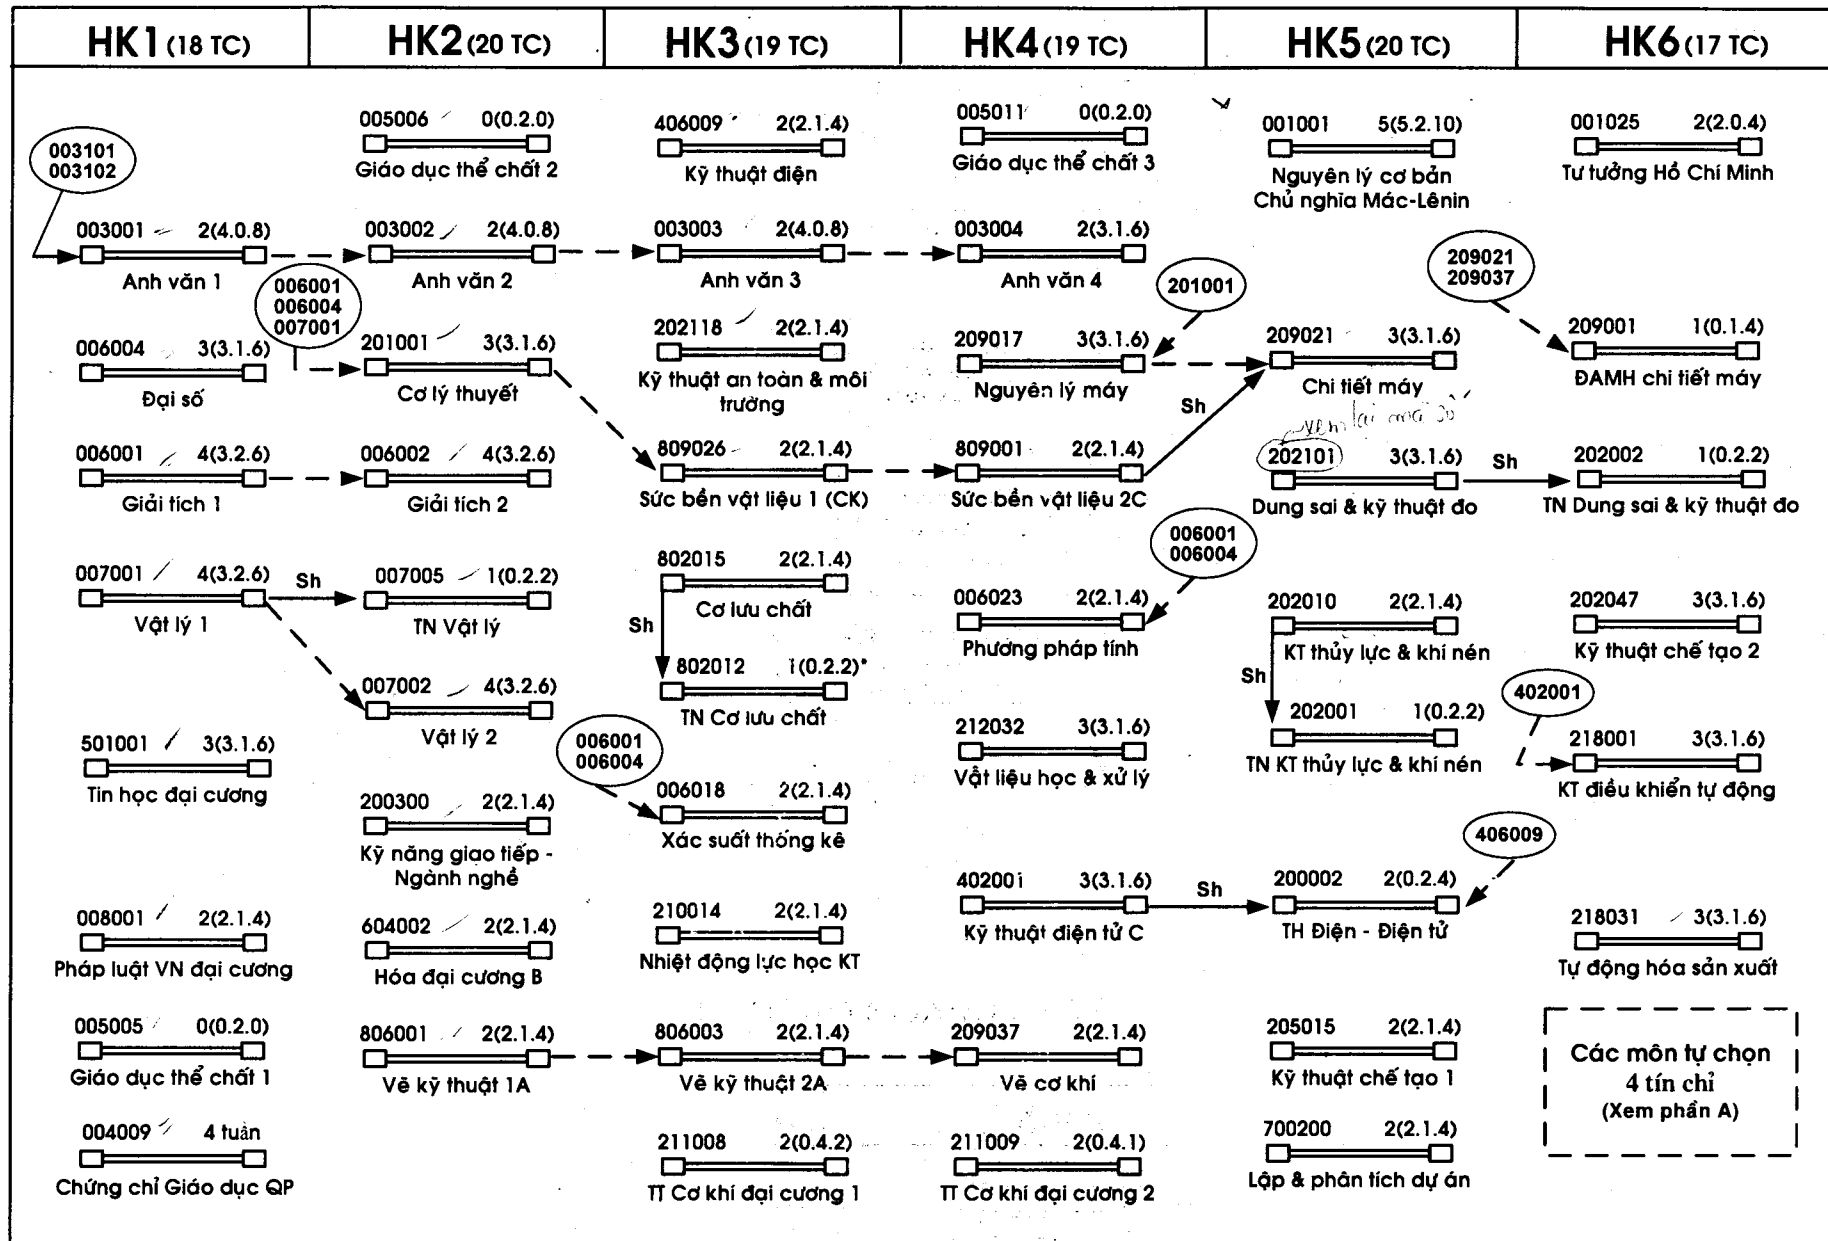 HK1 (18 TC)
HK2 (20 TC)
HK3 (19 TC)
HK4 (19 TC)
HK5 (20 TC)
HK6 (17 TC)
003101
003102
003001 2(4.0.8)
Anh văn 1
006004 3(3.1.6)
Đại số
006001 4(3.2.6)
Giải tích 1
007001 4(3.2.6)
Vật lý 1
Sh
501001 3(3.1.6)
Tin học đại cương
008001 2(2.1.4)
Pháp luật VN đại cương
005005 0(0.2.0)
Giáo dục thể chất 1
004009 4 tuần
Chứng chỉ Giáo dục QP
005006 0(0.2.0)
Giáo dục thể chất 2
003002 2(4.0.8)
Anh văn 2
006001
006004
007001
201001 3(3.1.6)
Cơ lý thuyết
006002 4(3.2.6)
Giải tích 2
007005 1(0.2.2)
TN Vật lý
007002 4(3.2.6)
Vật lý 2
200300 2(2.1.4)
Kỹ năng giao tiếp -
Ngành nghề
604002 2(2.1.4)
Hóa đại cương B
806001 2(2.1.4)
Vẽ kỹ thuật 1A
406009 2(2.1.4)
Kỹ thuật điện
003003 2(4.0.8)
Anh văn 3
202118 2(2.1.4)
Kỹ thuật an toàn & môi
trường
809026 2(2.1.4)
Sức bền vật liệu 1 (CK)
802015 2(2.1.4)
Cơ lưu chất
Sh
802012 1(0.2.2)*
TN Cơ lưu chất
006001
006004
006018 2(2.1.4)
Xác suất thống kê
210014 2(2.1.4)
Nhiệt động lực học KT
806003 2(2.1.4)
Vẽ kỹ thuật 2A
211008 2(0.4.2)
TT Cơ khí đại cương 1
005011 0(0.2.0)
Giáo dục thể chất 3
003004 2(3.1.6)
Anh văn 4
201001
209017 3(3.1.6)
Nguyên lý máy
Sh
809001 2(2.1.4)
Sức bền vật liệu 2C
006001
006004
006023 2(2.1.4)
Phương pháp tính
212032 3(3.1.6)
Vật liệu học & xử lý
402001 3(3.1.6)
Kỹ thuật điện tử C
Sh
209037 2(2.1.4)
Vẽ cơ khí
211009 2(0.4.1)
TT Cơ khí đại cương 2
001001 5(5.2.10)
Nguyên lý cơ bản
Chủ nghĩa Mác-Lênin
209021 3(3.1.6)
Chi tiết máy
xem lại mã số
202101 3(3.1.6)
Dung sai & kỹ thuật đo
Sh
202010 2(2.1.4)
KT thủy lực & khí nén
Sh
202001 1(0.2.2)
TN KT thủy lực & khí nén
406009
200002 2(0.2.4)
TH Điện - Điện tử
205015 2(2.1.4)
Kỹ thuật chế tạo 1
700200 2(2.1.4)
Lập & phân tích dự án
001025 2(2.0.4)
Tư tưởng Hồ Chí Minh
209021
209037
209001 1(0.1.4)
ĐAMH chi tiết máy
202002 1(0.2.2)
TN Dung sai & kỹ thuật đo
202047 3(3.1.6)
Kỹ thuật chế tạo 2
402001
218001 3(3.1.6)
KT điều khiển tự động
218031 3(3.1.6)
Tự động hóa sản xuất
Các môn tự chọn
4 tín chỉ
(Xem phần A)